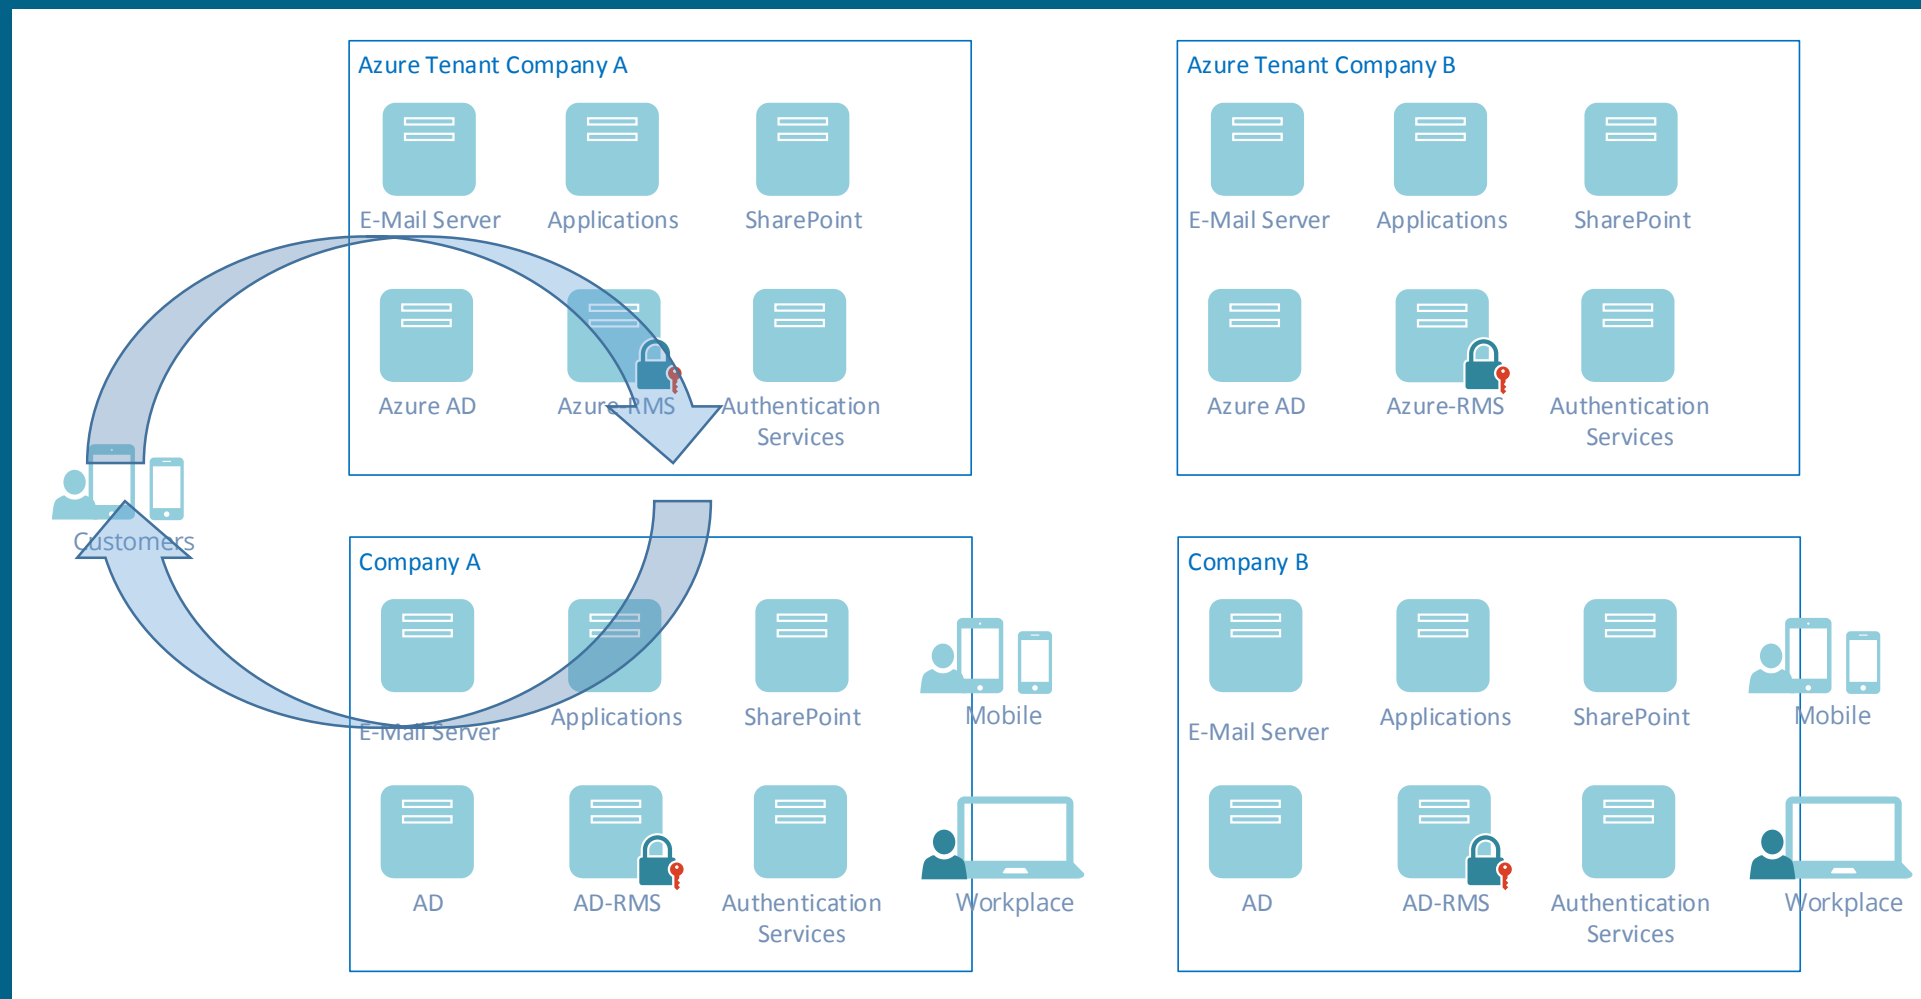 Azure Tenant Company A
E-Mail Server
Applications
SharePoint
Azure AD
Azure-RMS
Authentication
Services
Azure Tenant Company B
E-Mail Server
Applications
SharePoint
Azure AD
Azure-RMS
Authentication
Services
Customers
Company A
E-Mail Server
Applications
SharePoint
Mobile
AD
AD-RMS
Authentication
Services
Workplace
Company B
E-Mail Server
Applications
SharePoint
Mobile
AD
AD-RMS
Authentication
Services
Workplace